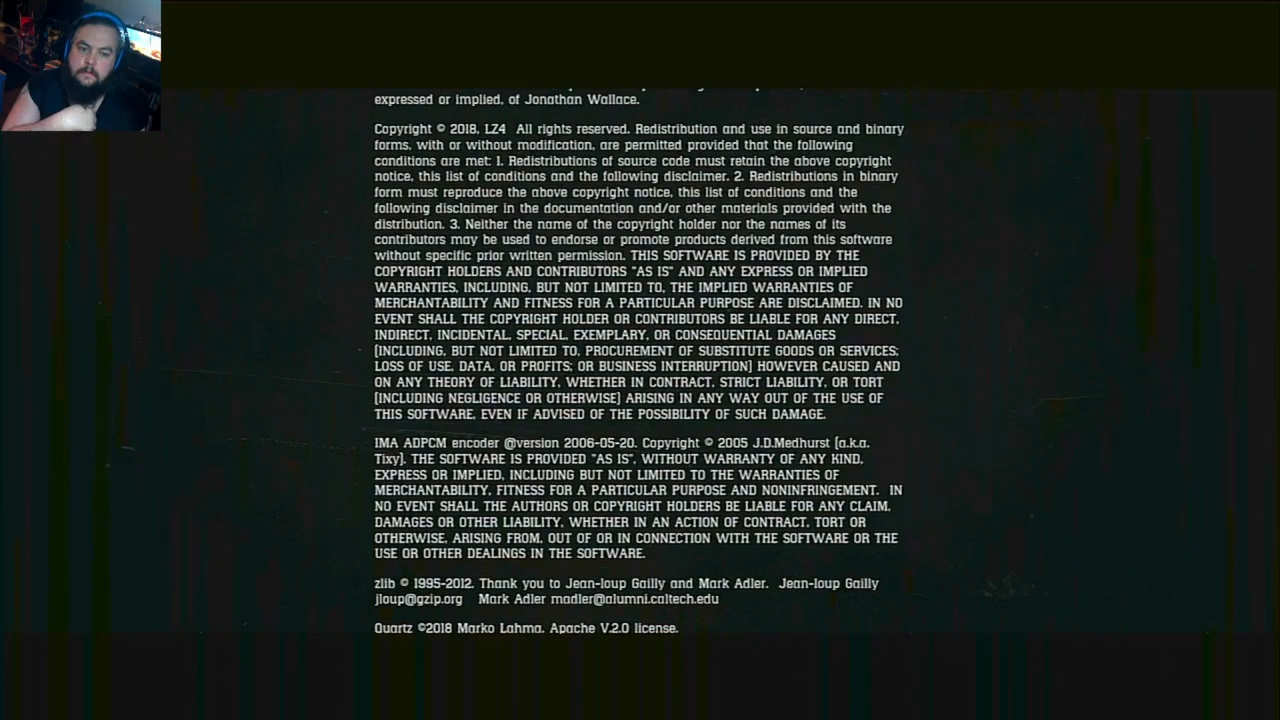 expressed or implied, of Jonathan Wallace.
Copyright © 2018, LZ4 All rights reserved. Redistribution and use in source and binary
forms, with or without modification, are permitted provided that the following
conditions are met: 1. Redistributions of source code must retain the above copyright
notice, this list of conditions and the following disclaimer. 2. Redistributions in binary
form must reproduce the above copyright notice, this list of conditions and the
following disclaimer in the documentation and/or other materials provided with the
distribution. 3. Neither the name of the copyright holder nor the names of its
contributors may be used to endorse or promote products derived from this software
without specific prior written permission. THIS SOFTWARE IS PROVIDED BY THE
COPYRIGHT HOLDERS AND CONTRIBUTORS "AS IS" AND ANY EXPRESS OR IMPLIED
WARRANTIES, INCLUDING, BUT NOT LIMITED TO, THE IMPLIED WARRANTIES OF
MERCHANTABILITY AND FITNESS FOR A PARTICULAR PURPOSE ARE DISCLAIMED. IN NO
EVENT SHALL THE COPYRIGHT HOLDER OR CONTRIBUTORS BE LIABLE FOR ANY DIRECT,
INDIRECT, INCIDENTAL, SPECIAL, EXEMPLARY, OR CONSEQUENTIAL DAMAGES
(INCLUDING, BUT NOT LIMITED TO, PROCUREMENT OF SUBSTITUTE GOODS OR SERVICES;
LOSS OF USE, DATA, OR PROFITS; OR BUSINESS INTERRUPTION) HOWEVER CAUSED AND
ON ANY THEORY OF LIABILITY, WHETHER IN CONTRACT, STRICT LIABILITY, OR TORT
(INCLUDING NEGLIGENCE OR OTHERWISE) ARISING IN ANY WAY OUT OF THE USE OF
THIS SOFTWARE, EVEN IF ADVISED OF THE POSSIBILITY OF SUCH DAMAGE.
IMA ADPCM encoder @version 2006-05-20. Copyright © 2005 J.D.Medhurst (a.k.a.
Tixy). THE SOFTWARE IS PROVIDED "AS IS", WITHOUT WARRANTY OF ANY KIND,
EXPRESS OR IMPLIED, INCLUDING BUT NOT LIMITED TO THE WARRANTIES OF
MERCHANTABILITY, FITNESS FOR A PARTICULAR PURPOSE AND NONINFRINGEMENT. IN
NO EVENT SHALL THE AUTHORS OR COPYRIGHT HOLDERS BE LIABLE FOR ANY CLAIM,
DAMAGES OR OTHER LIABILITY, WHETHER IN AN ACTION OF CONTRACT, TORT OR
OTHERWISE, ARISING FROM, OUT OF OR IN CONNECTION WITH THE SOFTWARE OR THE
USE OR OTHER DEALINGS IN THE SOFTWARE.
zlib © 1995-2012. Thank you to Jean-loup Gailly and Mark Adler. Jean-loup Gailly
jloup@gzip.org Mark Adler madler@alumni.caltech.edu
Quartz ©2018 Marko Lahma. Apache V.2.0 license.